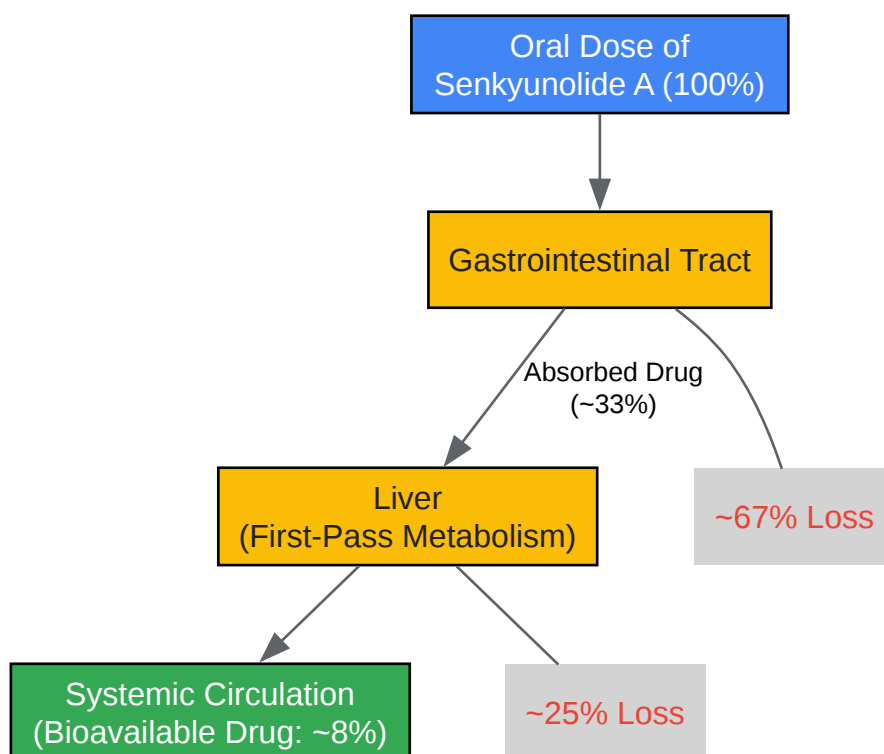 Oral Dose of
Senkyunolide A (100%)
Gastrointestinal Tract
Absorbed Drug
(~33%)
Liver
(First-Pass Metabolism)
~67% Loss
Systemic Circulation
(Bioavailable Drug: ~8%)
~25% Loss